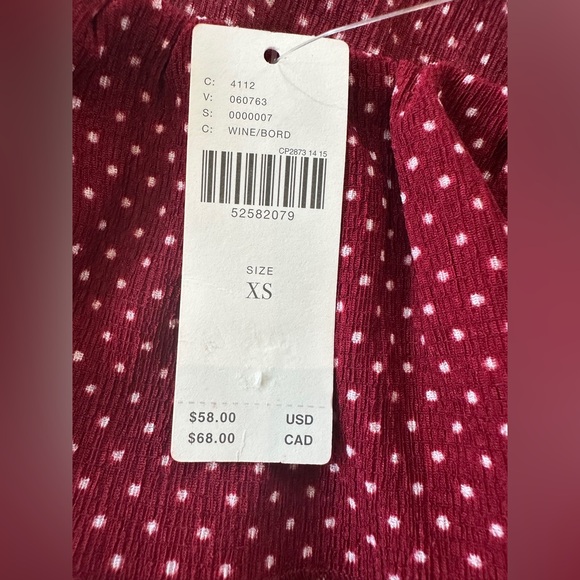 C: 4112
V: 060763
S: 0000007
C: WINE/BORD
CP2873 14 15
52582079
SIZE
XS
$58.00 USD
$68.00 CAD